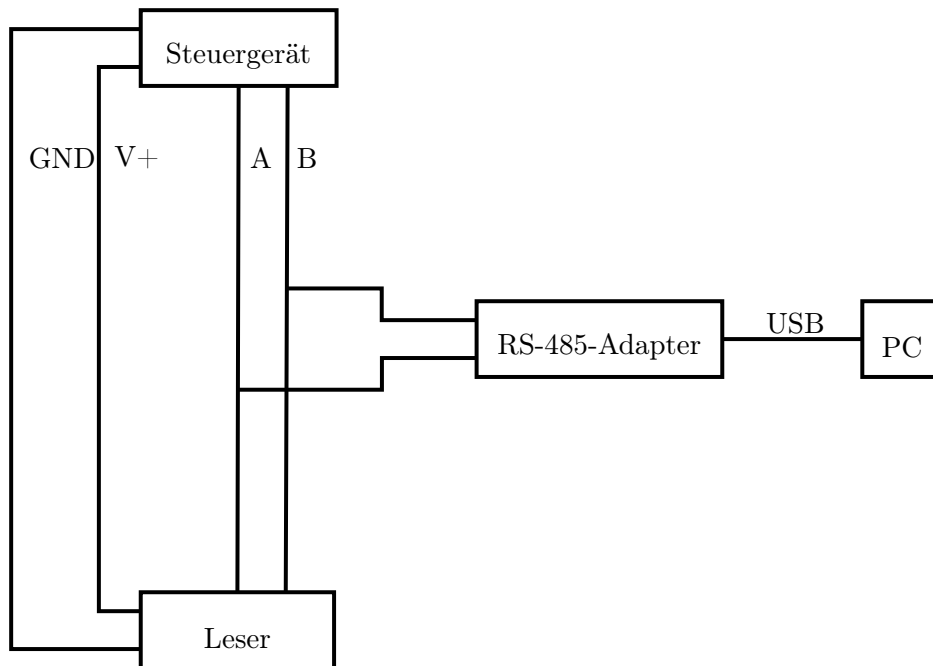 Steuergerät
GND
V+
A
B
USB
RS-485-Adapter
PC
Leser